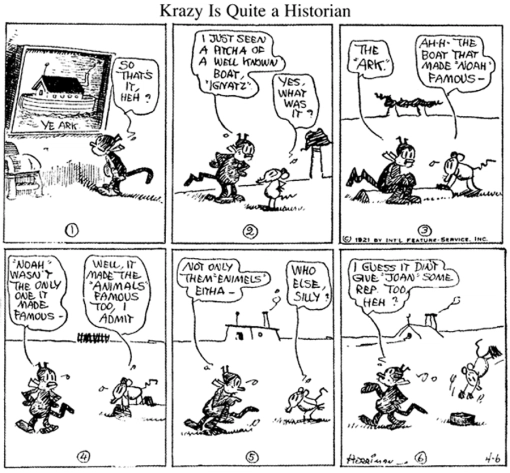 Krazy Is Quite a Historian
SO
THAT'S
IT,
HEH?
YE ARK
1
I JUST SEEN
A PITCHA OF
A WELL KNOWN
BOAT,
"IGNATZ"
YES,
WHAT
WAS
IT?
2
THE
"ARK."
AH-H- THE
BOAT THAT
MADE "NOAH"
FAMOUS-
© 1921 BY INT'L FEATURE SERVICE, INC.
3
"NOAH"
WASN'T
THE ONLY
ONE IT
MADE
FAMOUS-
WELL, IT
MADE THE
"ANIMALS"
FAMOUS
TOO, I
ADMIT
4
NOT ONLY
THEM "ENIMELS"
EITHA-
WHO
ELSE,
SILLY?
5
I GUESS IT DINT
GIVE "JOAN" SOME
REP TOO,
HEH?
HERRIMAN
6
4-6